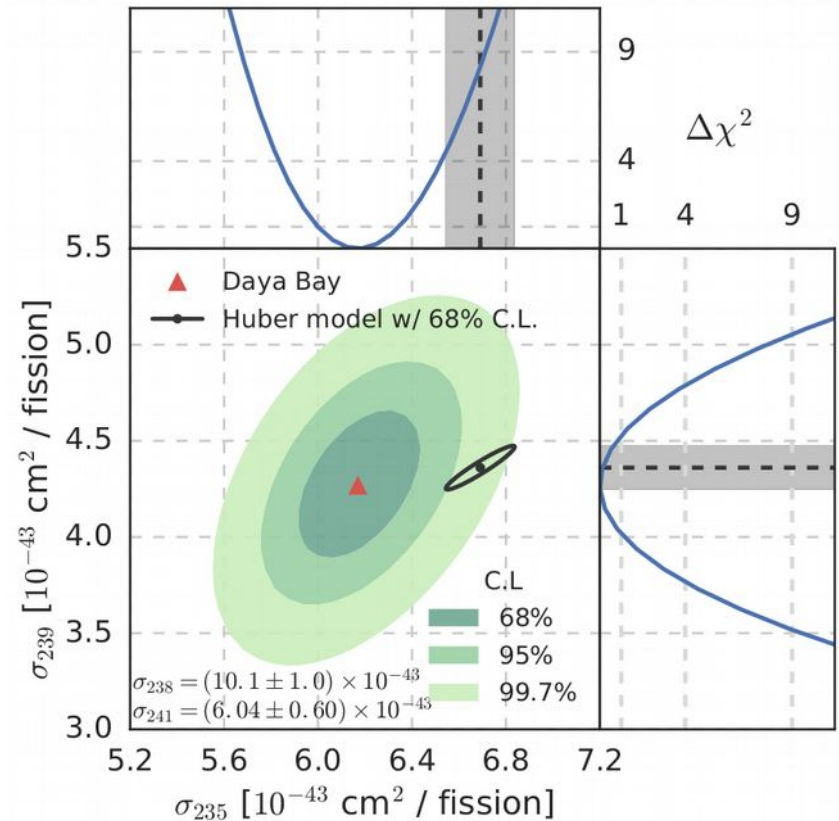 9
4
Δχ²
1 4 9
5.5
5.0
4.5
4.0
3.5
3.0
σ₂₃₉ [10⁻⁴³ cm² / fission]
Daya Bay
Huber model w/ 68% C.L.
C.L
68%
95%
99.7%
σ₂₃₈ = (10.1 ± 1.0) × 10⁻⁴³
σ₂₄₁ = (6.04 ± 0.60) × 10⁻⁴³
5.2 5.6 6.0 6.4 6.8 7.2
σ₂₃₅ [10⁻⁴³ cm² / fission]